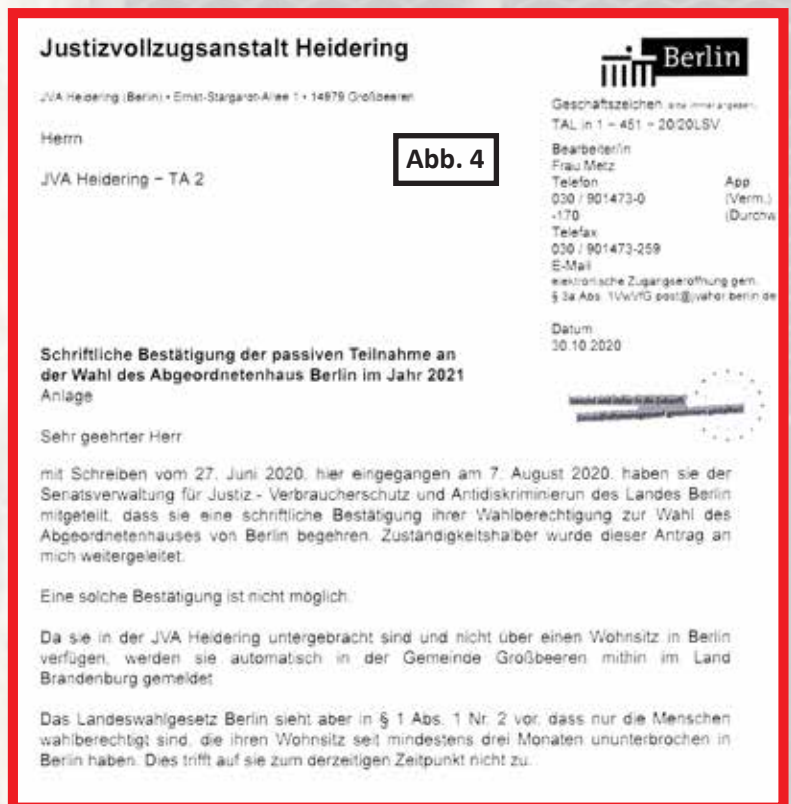 Justizvollzugsanstalt Heidering
Berlin
JVA Heidering (Berlin) • Ernst-Stargardt-Allee 1 • 14979 Großbeeren
Herrn
JVA Heidering – TA 2
Abb. 4
Geschäftszeichen bitte immer angeben
TAL in 1 – 451 – 20/20LSV
Bearbeiter/in
Frau Metz
Telefon App
030 / 901473-0 (Verm.)
-170 (Durchw
Telefax
030 / 901473-259
E-Mail
elektronische Zugangseröffnung gem.
§ 3a Abs. 1VwVfG
Datum
30.10.2020
Schriftliche Bestätigung der passiven Teilnahme an
der Wahl des Abgeordnetenhaus Berlin im Jahr 2021
Anlage
Sehr geehrter Herr
mit Schreiben vom 27. Juni 2020, hier eingegangen am 7. August 2020, haben sie der
Senatsverwaltung für Justiz - Verbraucherschutz und Antidiskriminierun des Landes Berlin
mitgeteilt, dass sie eine schriftliche Bestätigung ihrer Wahlberechtigung zur Wahl des
Abgeordnetenhauses von Berlin begehren. Zuständigkeitshalber wurde dieser Antrag an
mich weitergeleitet.
Eine solche Bestätigung ist nicht möglich.
Da sie in der JVA Heidering untergebracht sind und nicht über einen Wohnsitz in Berlin
verfügen, werden sie automatisch in der Gemeinde Großbeeren mithin im Land
Brandenburg gemeldet
Das Landeswahlgesetz Berlin sieht aber in § 1 Abs. 1 Nr. 2 vor, dass nur die Menschen
wahlberechtigt sind, die ihren Wohnsitz seit mindestens drei Monaten ununterbrochen in
Berlin haben. Dies trifft auf sie zum derzeitigen Zeitpunkt nicht zu.